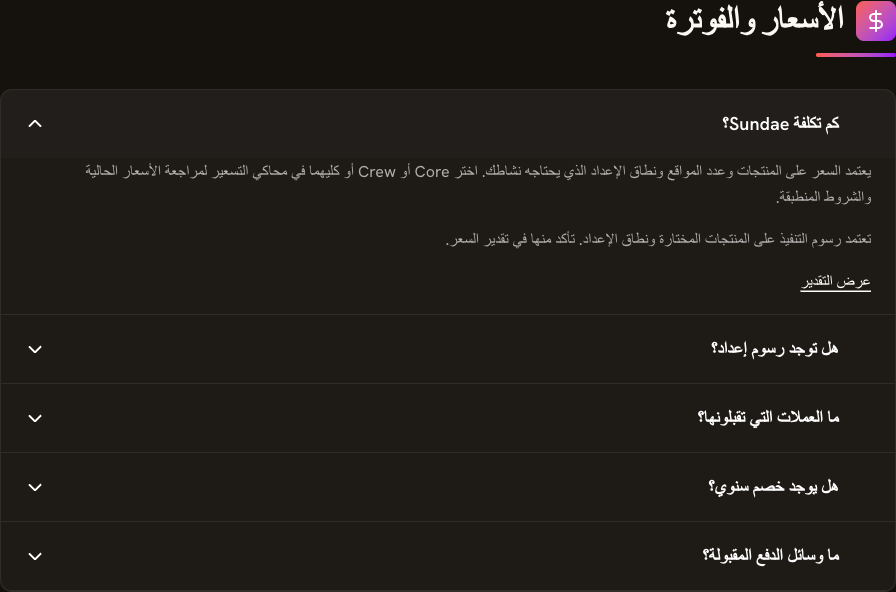 الأسعار والفوترة
كم تكلفة Sundae؟
يعتمد السعر على المنتجات وعدد المواقع ونطاق الإعداد الذي يحتاجه نشاطك. اختر Core أو Crew أو كليهما في محاكي التسعير لمراجعة الأسعار الحالية
والشروط المنطبقة.
تعتمد رسوم التنفيذ على المنتجات المختارة ونطاق الإعداد. تأكد منها في تقدير السعر.
عرض التقدير
هل توجد رسوم إعداد؟
ما العملات التي تقبلونها؟
هل يوجد خصم سنوي؟
ما وسائل الدفع المقبولة؟